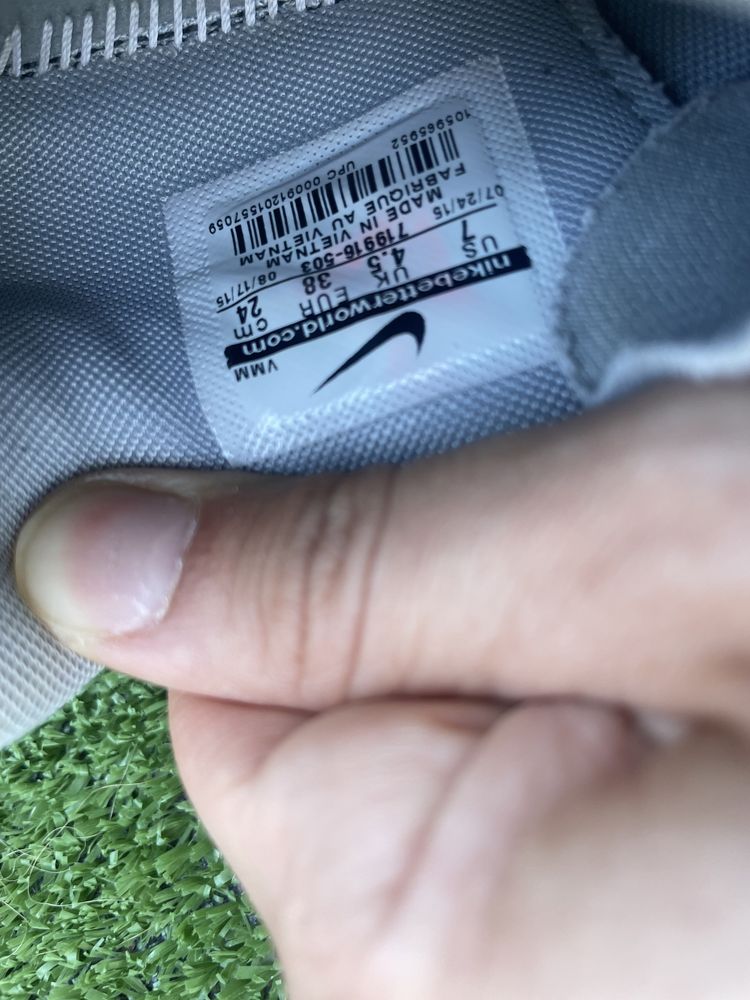 VMM
nikebetterworld.com
US UK EUR cm
7 4.5 38 24
07/24/15 719916-503 08/17/15
MADE IN VIETNAM
FABRIQUE AU VIETNAM
UPC 00091201557059
105965952